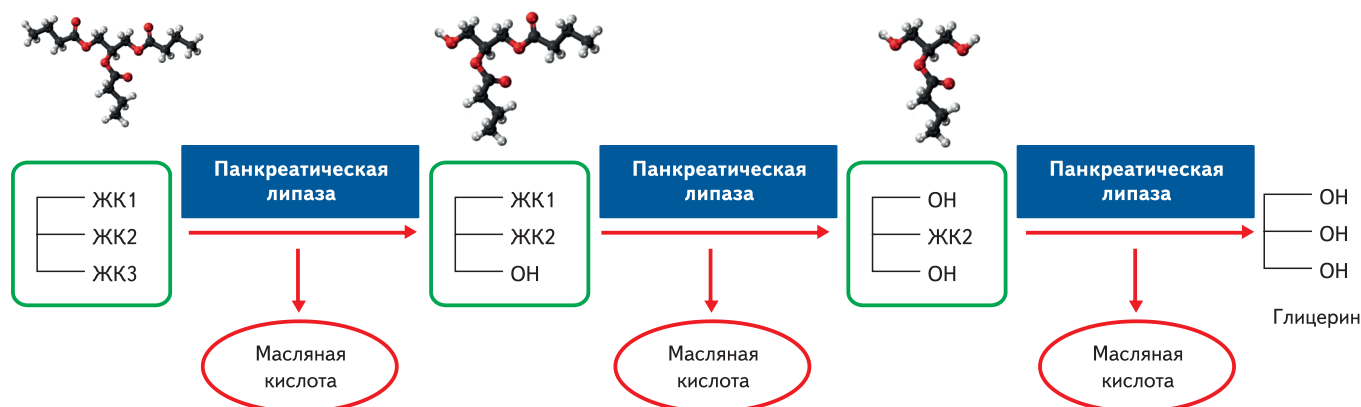 Панкреатическая
липаза
Панкреатическая
липаза
Панкреатическая
липаза
ЖК1
ЖК2
ЖК3
ЖК1
ЖК2
ОН
ОН
ЖК2
ОН
ОН
ОН
ОН
Глицерин
Масляная
кислота
Масляная
кислота
Масляная
кислота